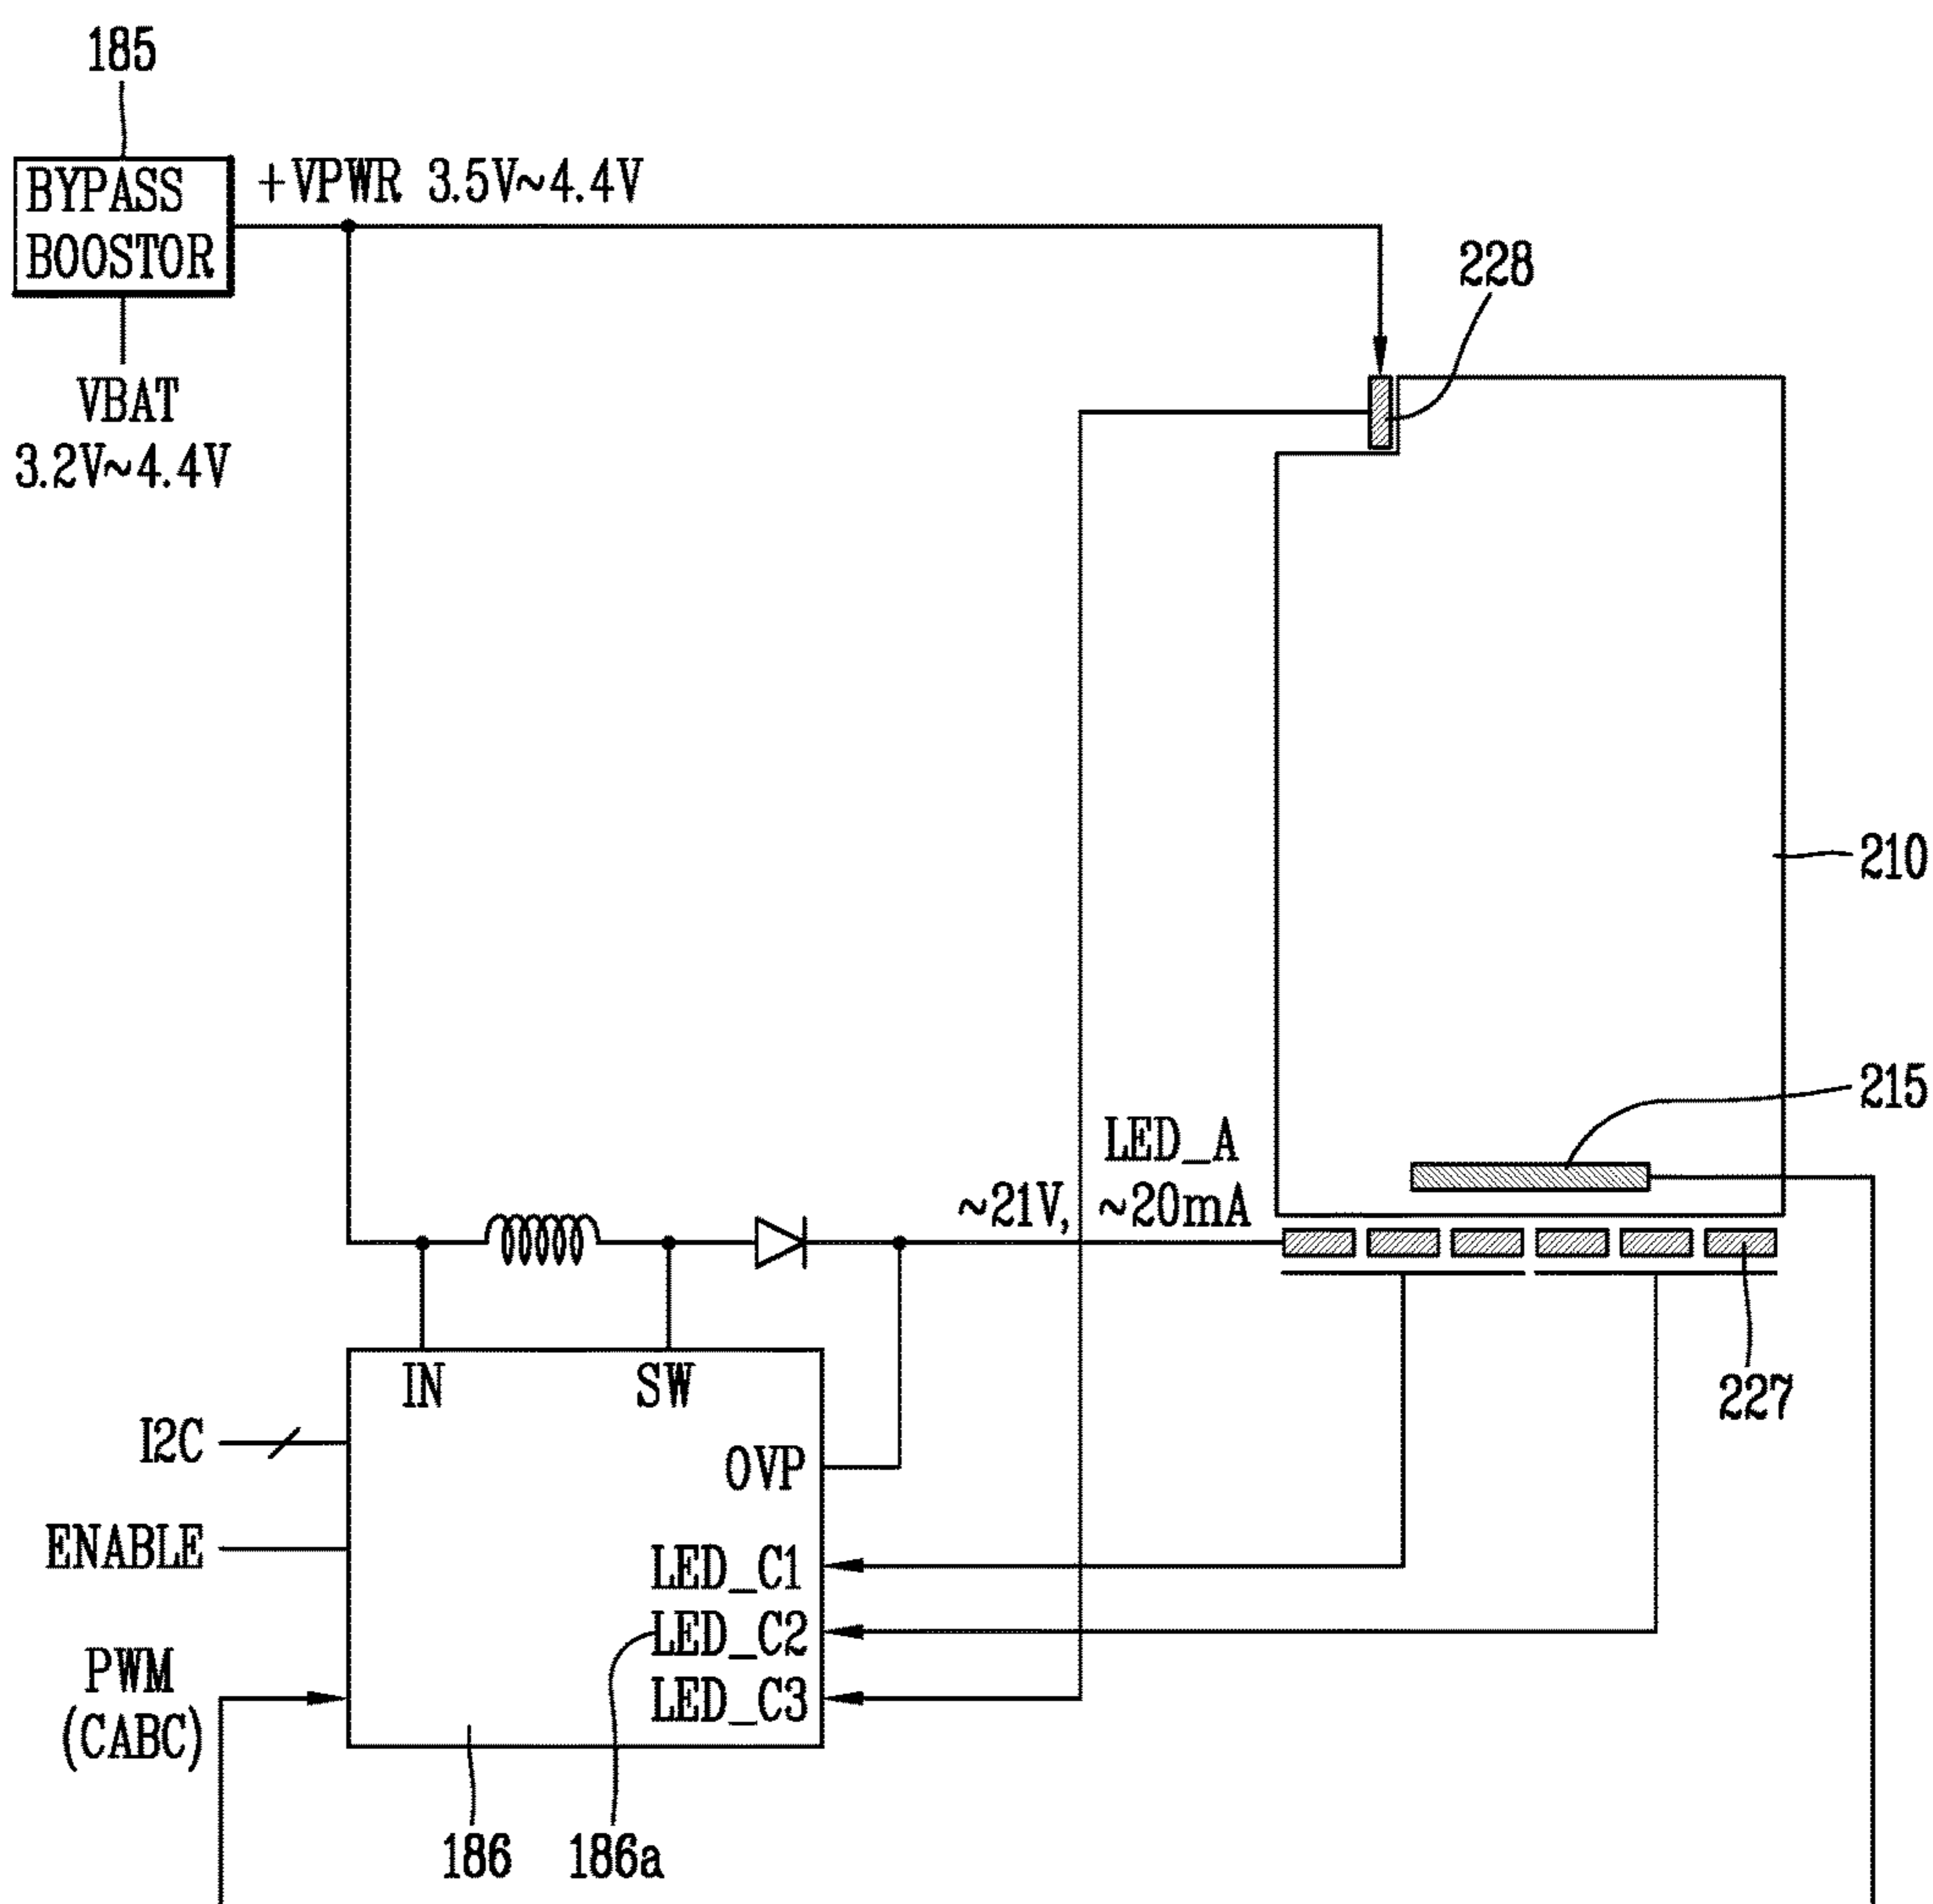 185
BYPASS
BOOSTOR
+VPWR 3.5V~4.4V
VBAT
3.2V~4.4V
228
210
215
LED_A
~21V, ~20mA
227
IN
SW
I2C
OVP
ENABLE
LED_C1
LED_C2
LED_C3
PWM
(CABC)
186
186a